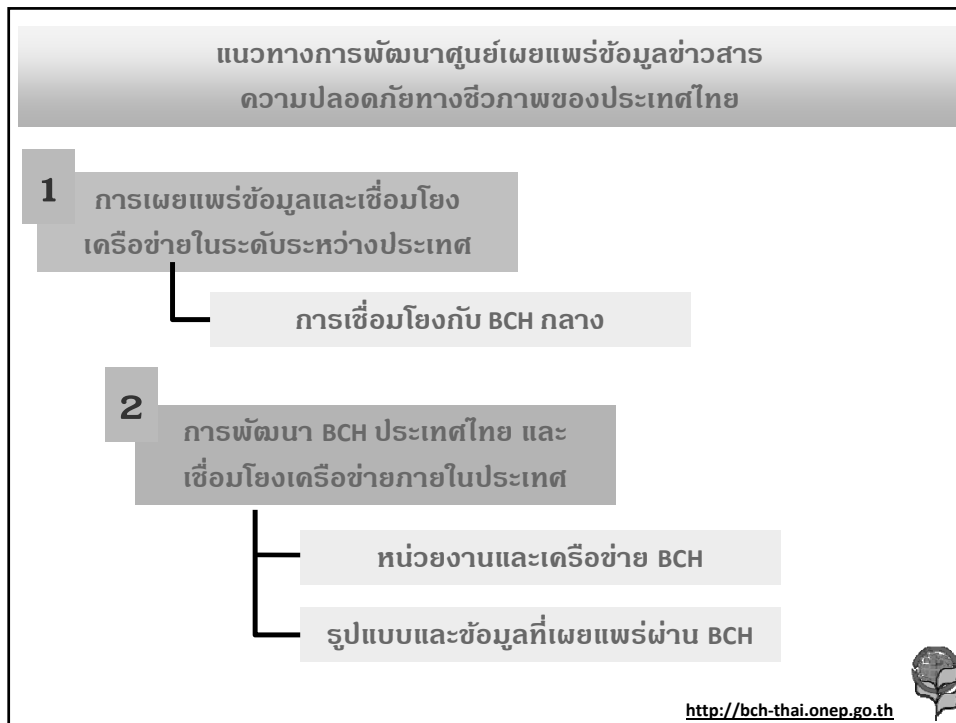 แนวทางการพัฒนาศูนย์เผยแพร่ข้อมูลข่าวสาร
ความปลอดภัยทางชีวภาพของประเทศไทย
1
การเผยแพร่ข้อมูลและเชื่อมโยง
เครือข่ายในระดับระหว่างประเทศ
การเชื่อมโยงกับ BCH กลาง
2
การพัฒนา BCH ประเทศไทย และ
เชื่อมโยงเครือข่ายภายในประเทศ
หน่วยงานและเครือข่าย BCH
รูปแบบและข้อมูลที่เผยแพร่ผ่าน BCH
http://bch-thai.onep.go.th